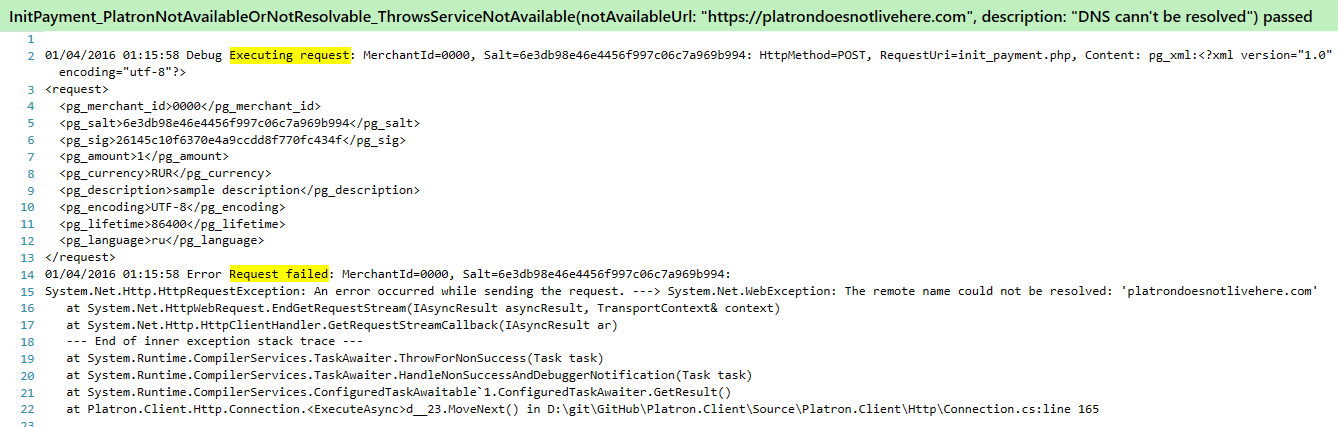 InitPayment_PlatronNotAvailableOrNotResolvable_ThrowsServiceNotAvailable(notAvailableUrl: "https://platrondoesnotlivehere.com", description: "DNS cann't be resolved") passed
1
2 01/04/2016 01:15:58 Debug Executing request: MerchantId=0000, Salt=6e3db98e46e4456f997c06c7a969b994: HttpMethod=POST, RequestUri=init_payment.php, Content: pg_xml:<?xml version="1.0"
encoding="utf-8"?>
3 <request>
4 <pg_merchant_id>0000</pg_merchant_id>
5 <pg_salt>6e3db98e46e4456f997c06c7a969b994</pg_salt>
6 <pg_sig>26145c10f6370e4a9ccdd8f770fc434f</pg_sig>
7 <pg_amount>1</pg_amount>
8 <pg_currency>RUR</pg_currency>
9 <pg_description>sample description</pg_description>
10 <pg_encoding>UTF-8</pg_encoding>
11 <pg_lifetime>86400</pg_lifetime>
12 <pg_language>ru</pg_language>
13 </request>
14 01/04/2016 01:15:58 Error Request failed: MerchantId=0000, Salt=6e3db98e46e4456f997c06c7a969b994:
15 System.Net.Http.HttpRequestException: An error occurred while sending the request. ---> System.Net.WebException: The remote name could not be resolved: 'platrondoesnotlivehere.com'
16 at System.Net.HttpWebRequest.EndGetRequestStream(IAsyncResult asyncResult, TransportContext& context)
17 at System.Net.Http.HttpClientHandler.GetRequestStreamCallback(IAsyncResult ar)
18 --- End of inner exception stack trace ---
19 at System.Runtime.CompilerServices.TaskAwaiter.ThrowForNonSuccess(Task task)
20 at System.Runtime.CompilerServices.TaskAwaiter.HandleNonSuccessAndDebuggerNotification(Task task)
21 at System.Runtime.CompilerServices.ConfiguredTaskAwaitable`1.ConfiguredTaskAwaiter.GetResult()
22 at Platron.Client.Http.Connection.<ExecuteAsync>d__23.MoveNext() in D:\git\GitHub\Platron.Client\Source\Platron.Client\Http\Connection.cs:line 165
23